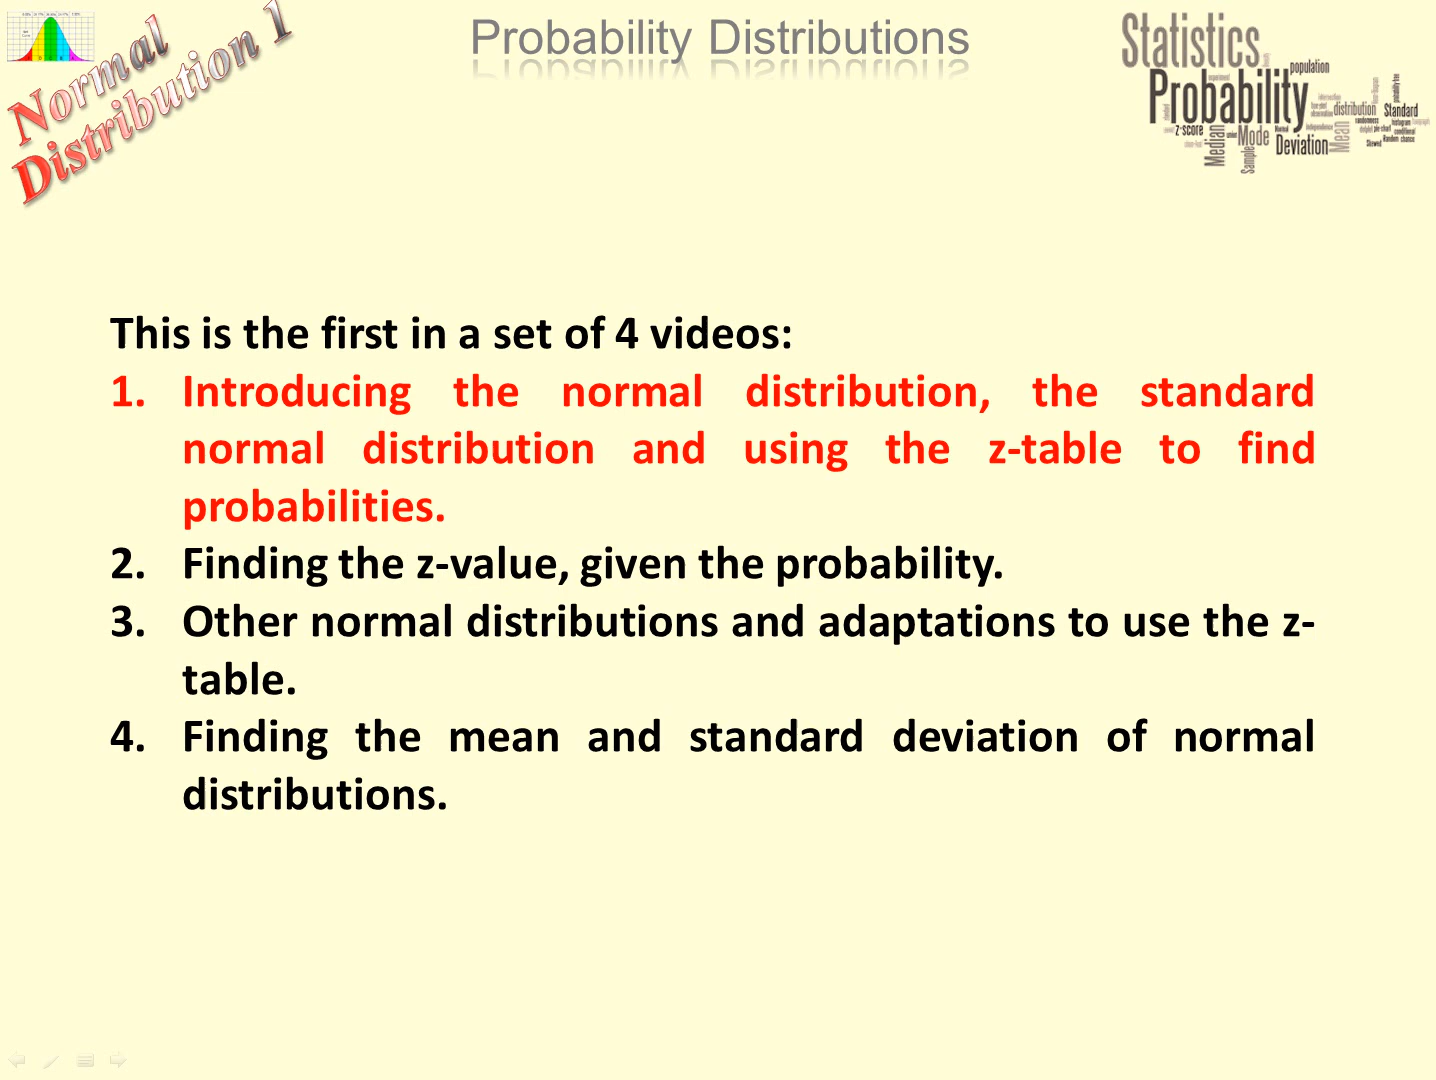 Normal
Distribution 1
Probability Distributions
Statistics
Probability
population
distribution
Standard
z-score
Median
Mode
Mean
Sample
Deviation
This is the first in a set of 4 videos:
1. Introducing the normal distribution, the standard
normal distribution and using the z-table to find
probabilities.
2. Finding the z-value, given the probability.
3. Other normal distributions and adaptations to use the z-
table.
4. Finding the mean and standard deviation of normal
distributions.